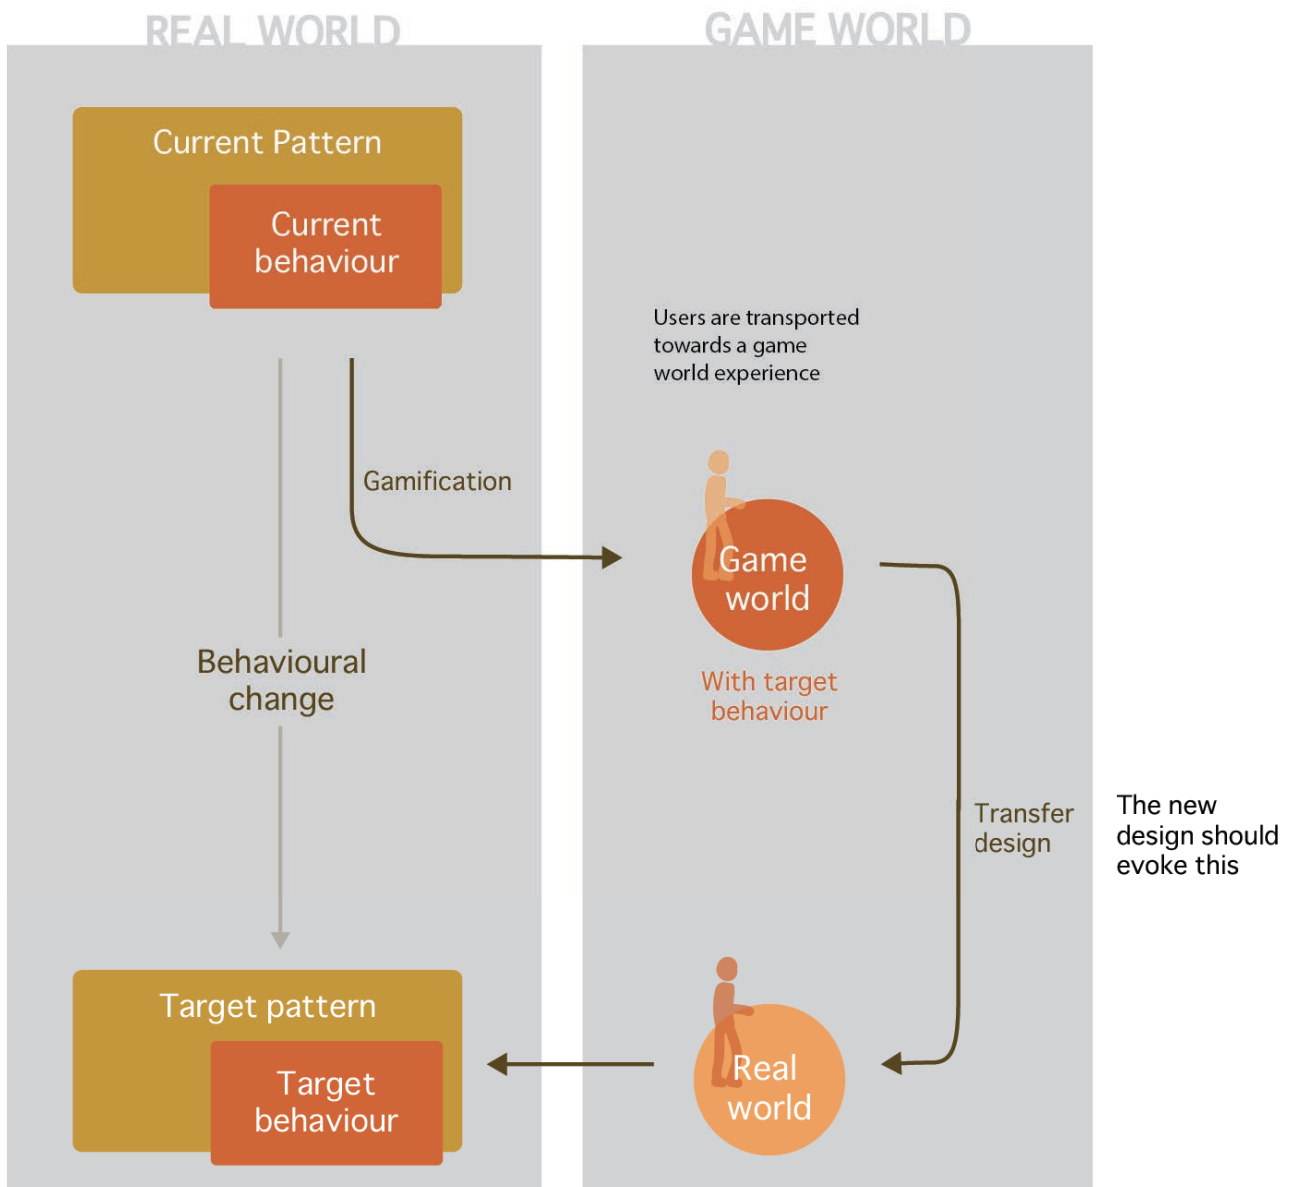 REAL WORLD
GAME WORLD
Current Pattern
Current
behaviour
Users are transported
towards a game
world experience
Gamification
Game
world
Behavioural
change
With target
behaviour
Transfer
design
The new
design should
evoke this
Target pattern
Target
behaviour
Real
world